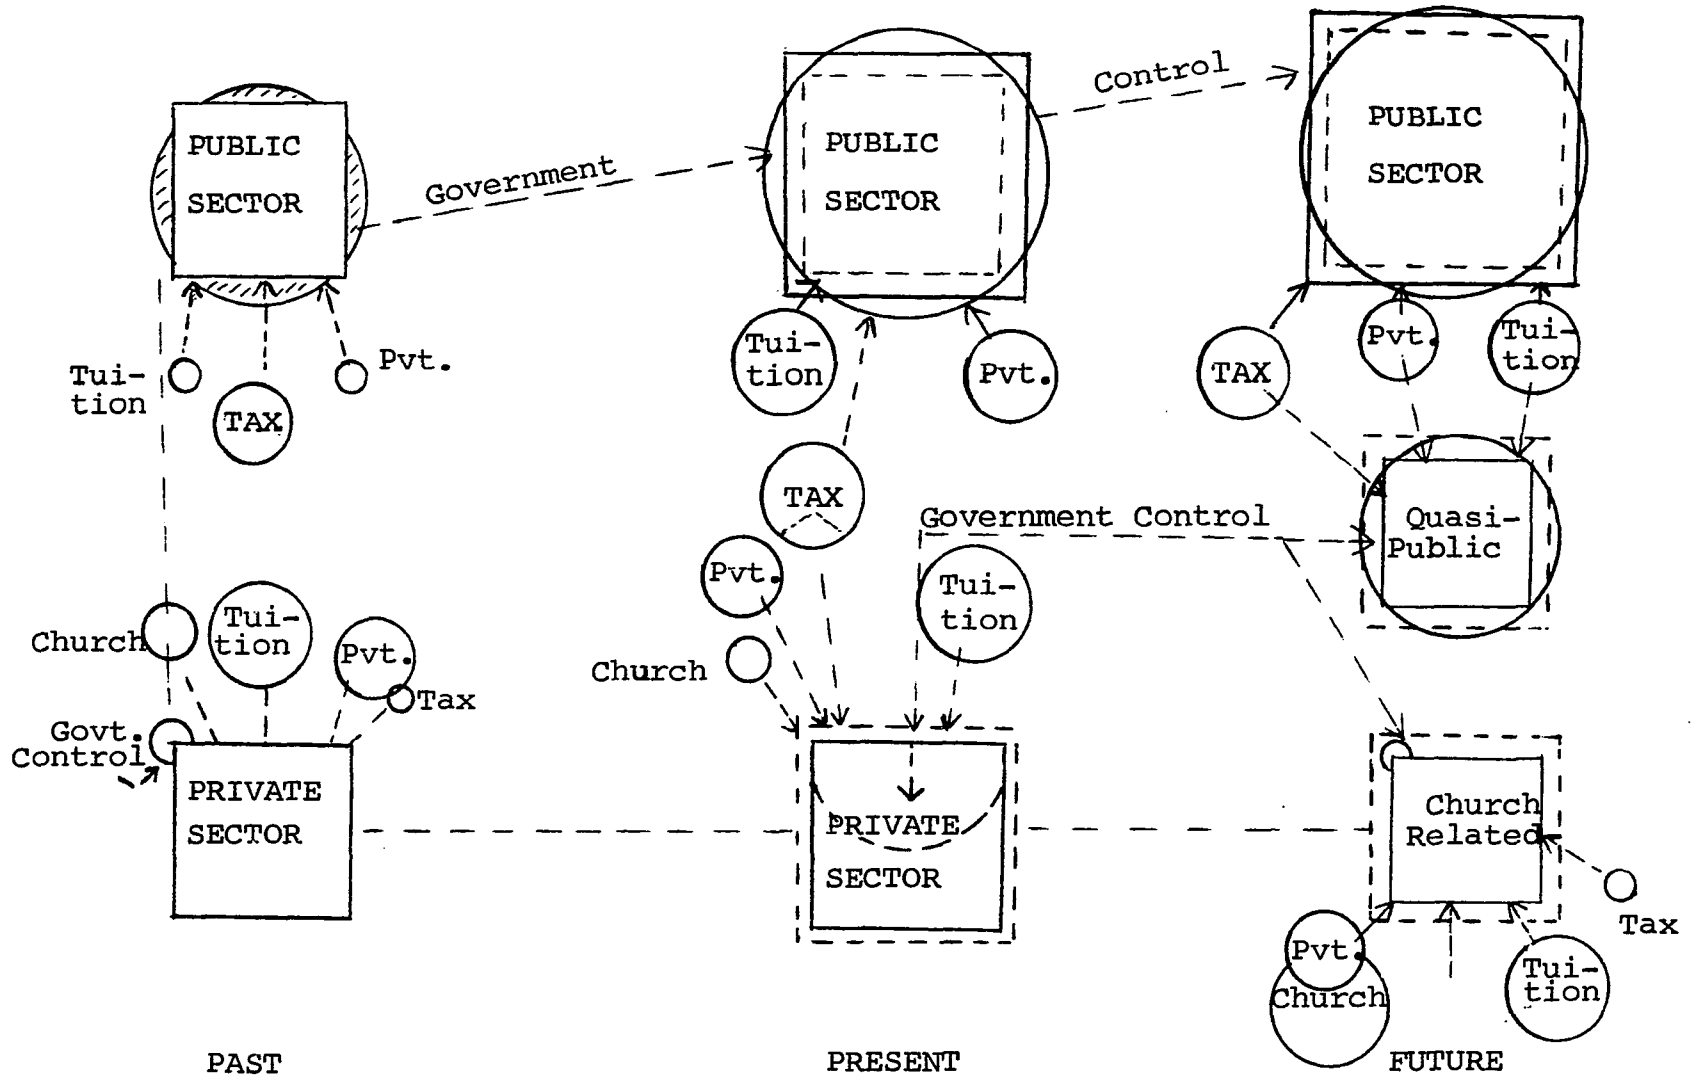 PUBLIC
SECTOR
Government
PUBLIC
SECTOR
Control
PUBLIC
SECTOR
Tui-
tion
TAX
Pvt.
Tui-
tion
Pvt.
TAX
TAX
Pvt.
Tui-
tion
Church
Tui-
tion
Pvt.
Tax
Govt.
Control
PRIVATE
SECTOR
Pvt.
Church
Government Control
Tui-
tion
PRIVATE
SECTOR
Quasi-
Public
Church
Related
Tax
Pvt.
Church
Tui-
tion
PAST
PRESENT
FUTURE